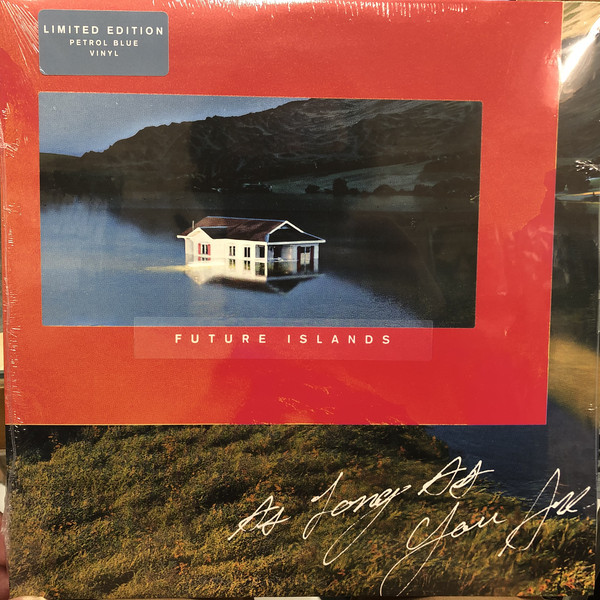 LIMITED EDITION
PETROL BLUE
VINYL
FUTURE ISLANDS
As Long As
You Are